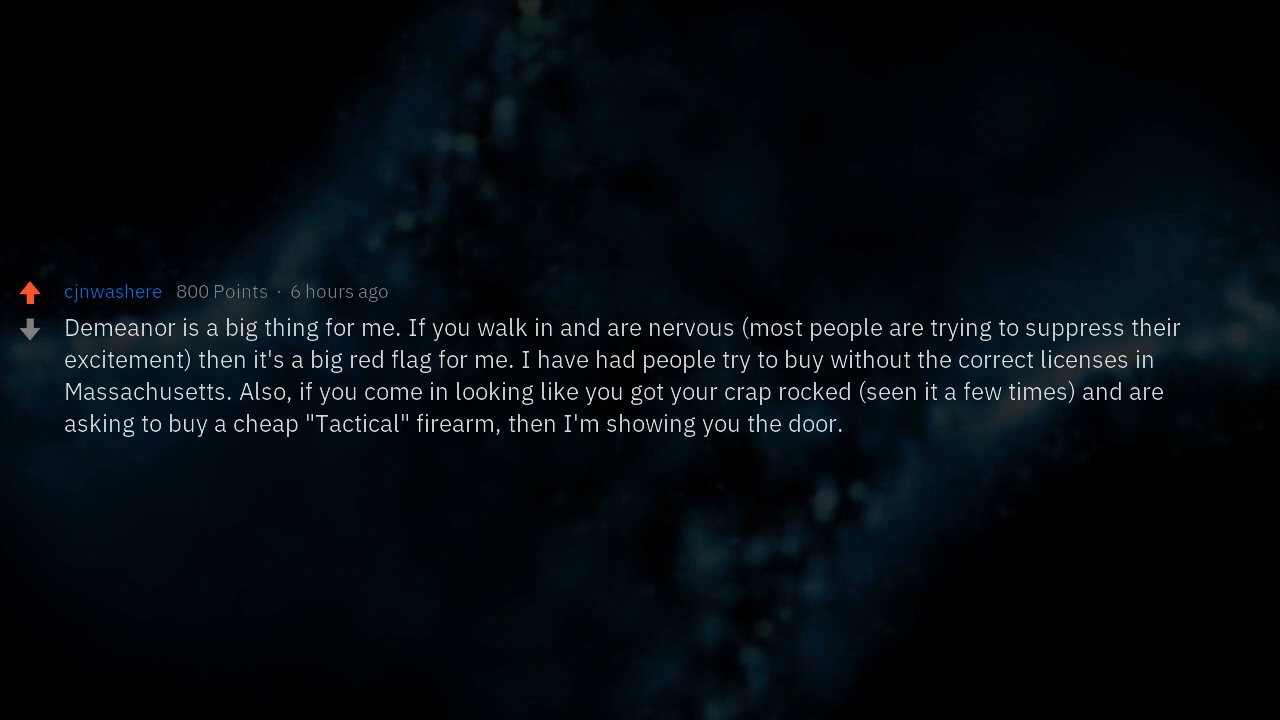 cjnwashere 800 Points · 6 hours ago
Demeanor is a big thing for me. If you walk in and are nervous (most people are trying to suppress their
excitement) then it's a big red flag for me. I have had people try to buy without the correct licenses in
Massachusetts. Also, if you come in looking like you got your crap rocked (seen it a few times) and are
asking to buy a cheap "Tactical" firearm, then I'm showing you the door.